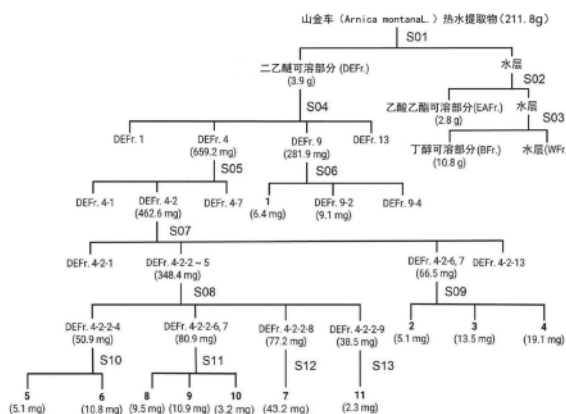 山金车（Arnica montanaL.）热水提取物(211.8g)
S01
二乙醚可溶部分 (DEFr.)
(3.9 g)
水层
S02
乙酸乙酯可溶部分(EAFr.)
(2.8 g)
水层
S03
丁醇可溶部分(BFr.)
(10.8 g)
水层(WFr.
S04
DEFr. 1
DEFr. 4
(659.2 mg)
DEFr. 9
(281.9 mg)
DEFr. 13
S05
S06
DEFr. 4-1
DEFr. 4-2
(462.6 mg)
DEFr. 4-7
1
(6.4 mg)
DEFr. 9-2
(9.1 mg)
DEFr. 9-4
S07
DEFr. 4-2-1
DEFr. 4-2-2 ~ 5
(348.4 mg)
DEFr. 4-2-6, 7
(66.5 mg)
DEFr. 4-2-13
S08
S09
DEFr. 4-2-2-4
(50.9 mg)
DEFr. 4-2-2-6, 7
(80.9 mg)
DEFr. 4-2-2-8
(77.2 mg)
DEFr. 4-2-2-9
(38.5 mg)
2
(5.1 mg)
3
(13.5 mg)
4
(19.1 mg)
S10
S11
S12
S13
5
(5.1 mg)
6
(10.8 mg)
8
(9.5 mg)
9
(10.9 mg)
10
(3.2 mg)
7
(43.2 mg)
11
(2.3 mg)